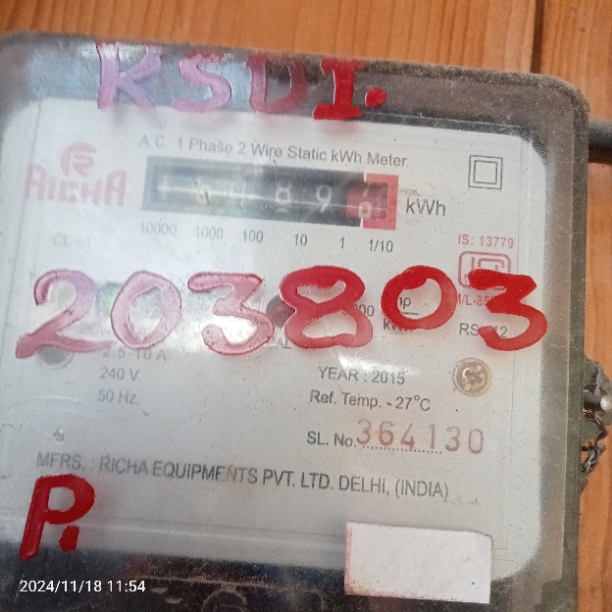 KSDI.
A.C. 1 Phase 2 Wire Static kWh Meter.
RICHA
kWh
10000 1000 100 10 1 1/10
IS: 13779
203803
2.5-10 A.
240 V.
50 Hz.
YEAR : 2015
Ref. Temp. - 27°C
SL. No. 364130
MFRS. : RICHA EQUIPMENTS PVT. LTD. DELHI, (INDIA)
P.
2024/11/18 11:54